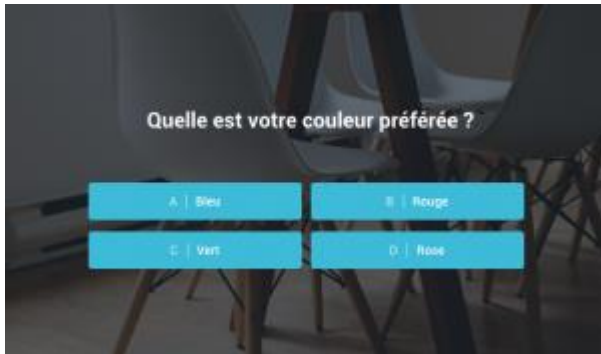 Quelle est votre couleur préférée ?
A | Bleu
B | Rouge
C | Vert
D | Rose